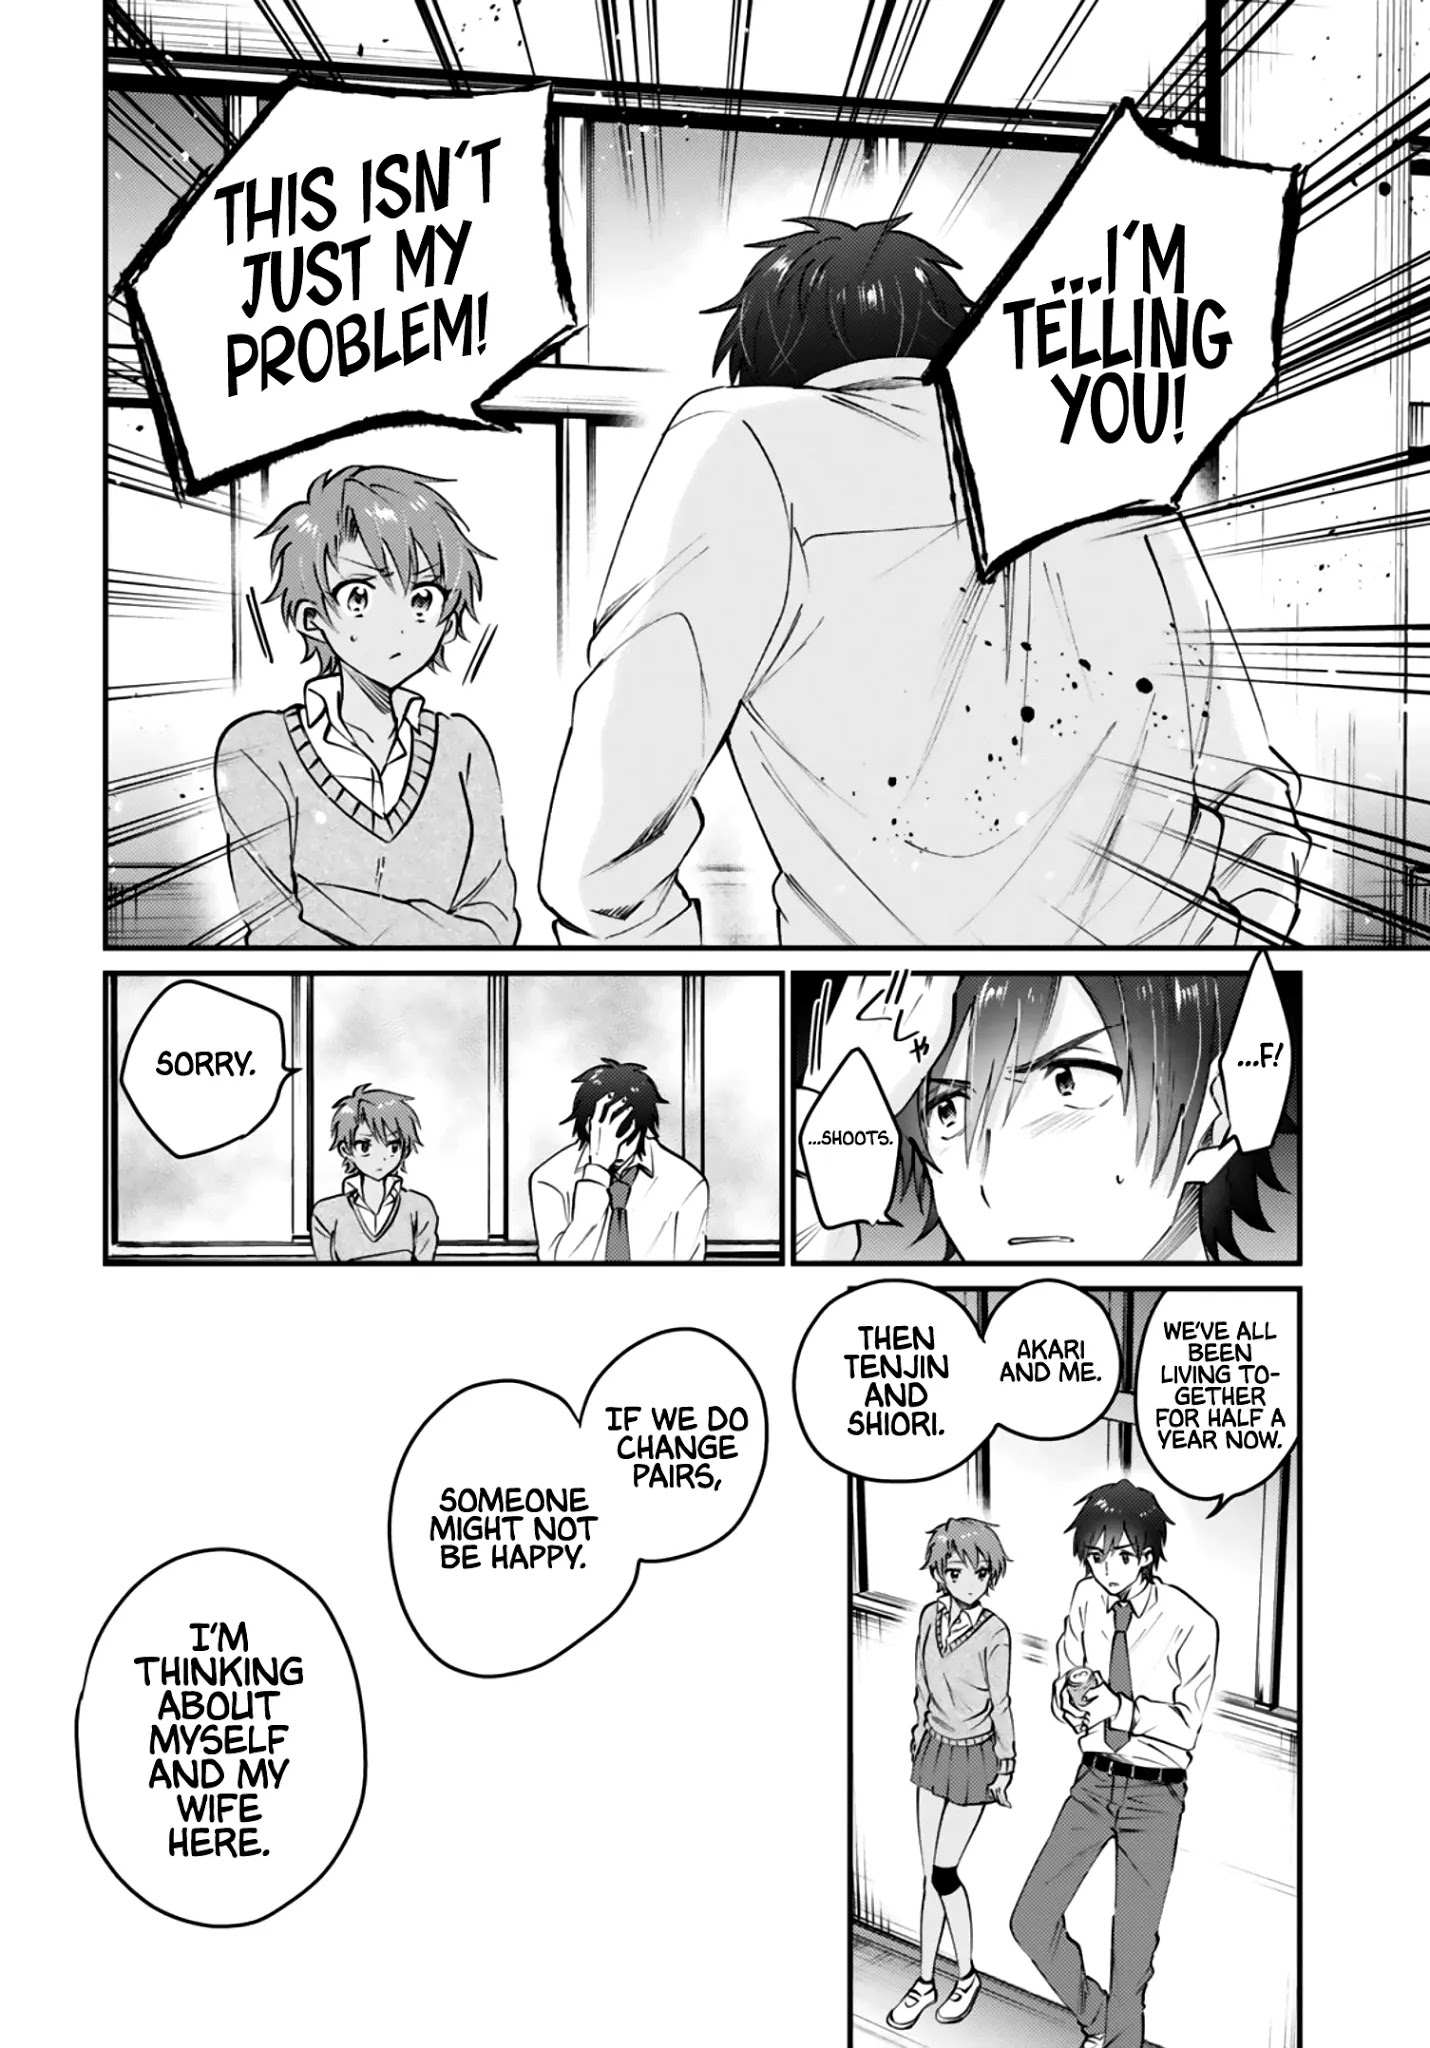 ...I'M
TELLING
YOU!
THIS ISN'T
JUST MY
PROBLEM!
...F!
ゃ
...SHOOTS.
SORRY.
WE'VE ALL
BEEN
LIVING TO-
GETHER
FOR HALF A
YEAR NOW.
AKARI
AND ME.
THEN
TENJIN
AND
SHIORI.
IF WE DO
CHANGE
PAIRS,
SOMEONE
MIGHT NOT
BE HAPPY.
I'M
THINKING
ABOUT
MYSELF
AND MY
WIFE
HERE.